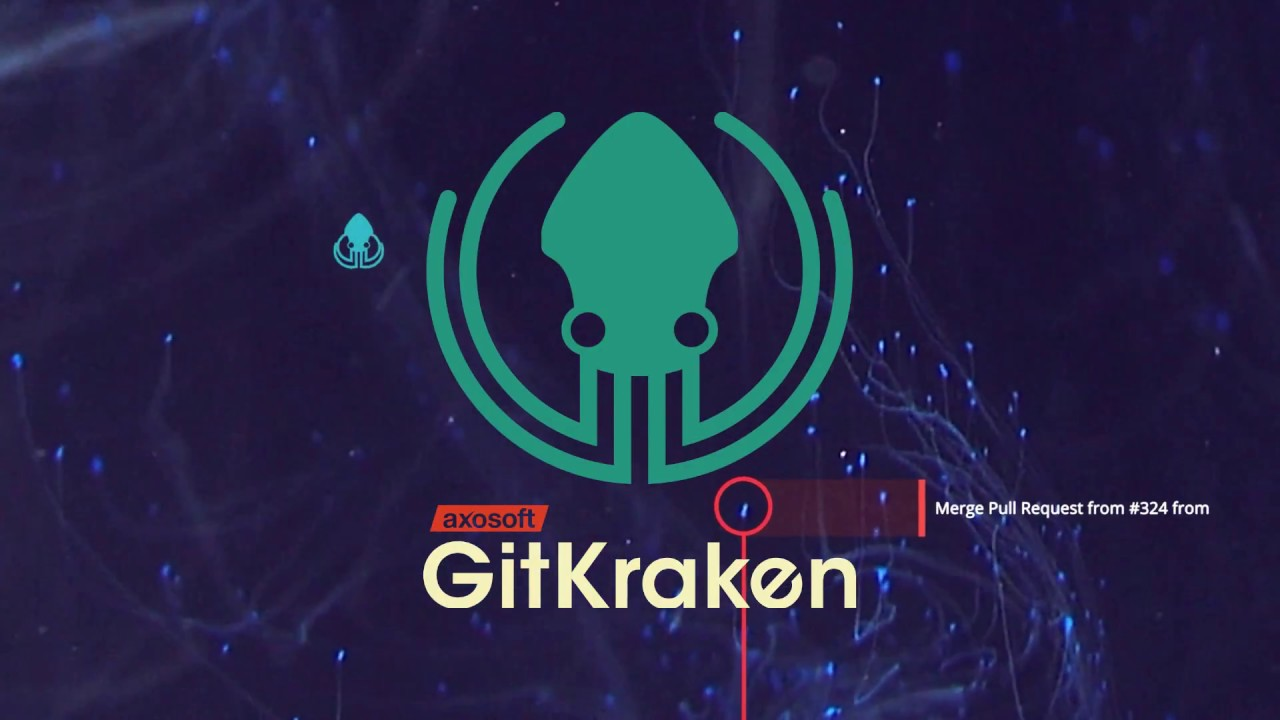 axosoft
Merge Pull Request from #324 from
GitKraken